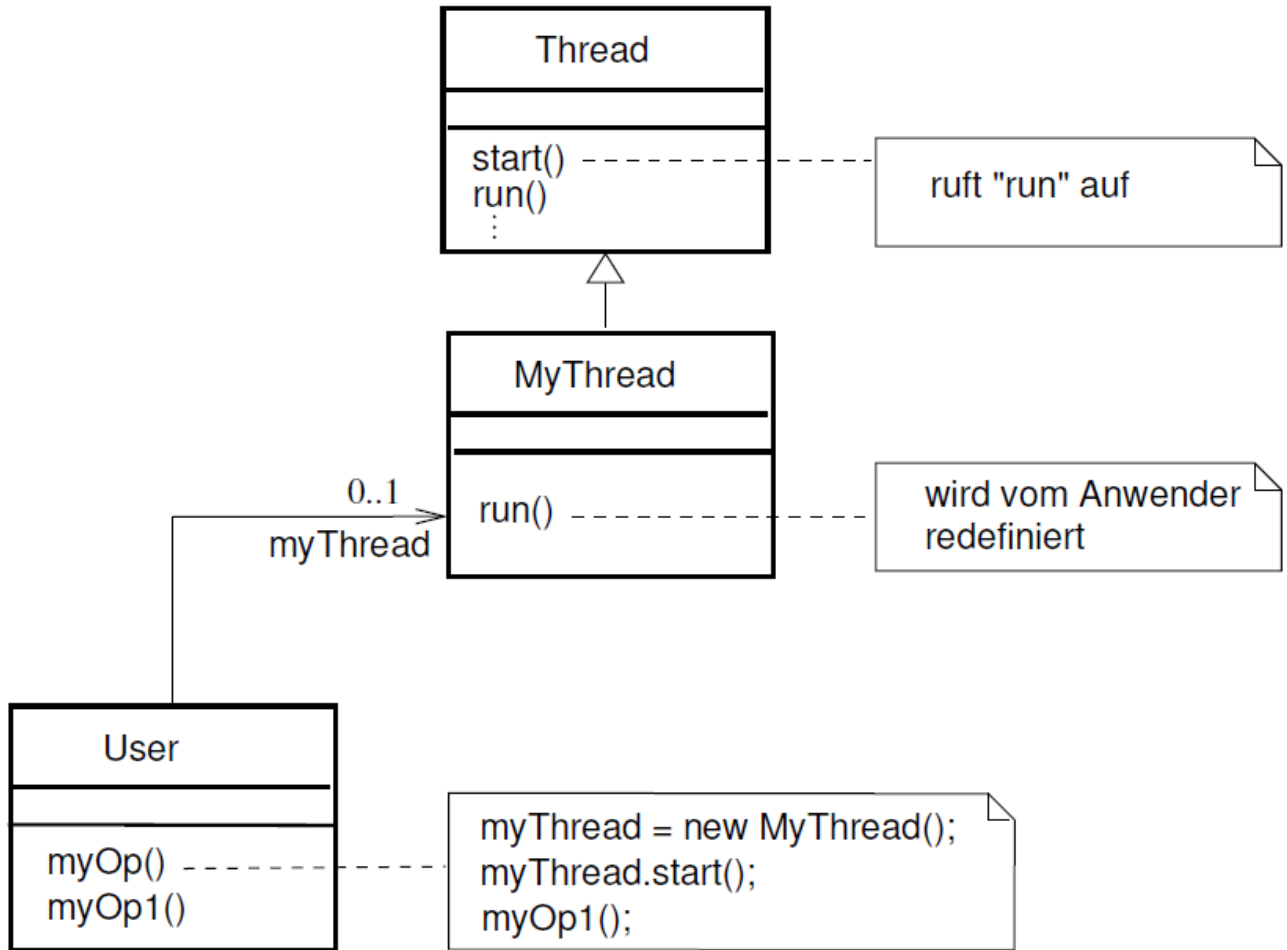 Thread
start()
run()
ruft "run" auf
MyThread
run()
wird vom Anwender
redefiniert
0..1
myThread
User
myOp()
myOp1()
myThread = new MyThread();
myThread.start();
myOp1();